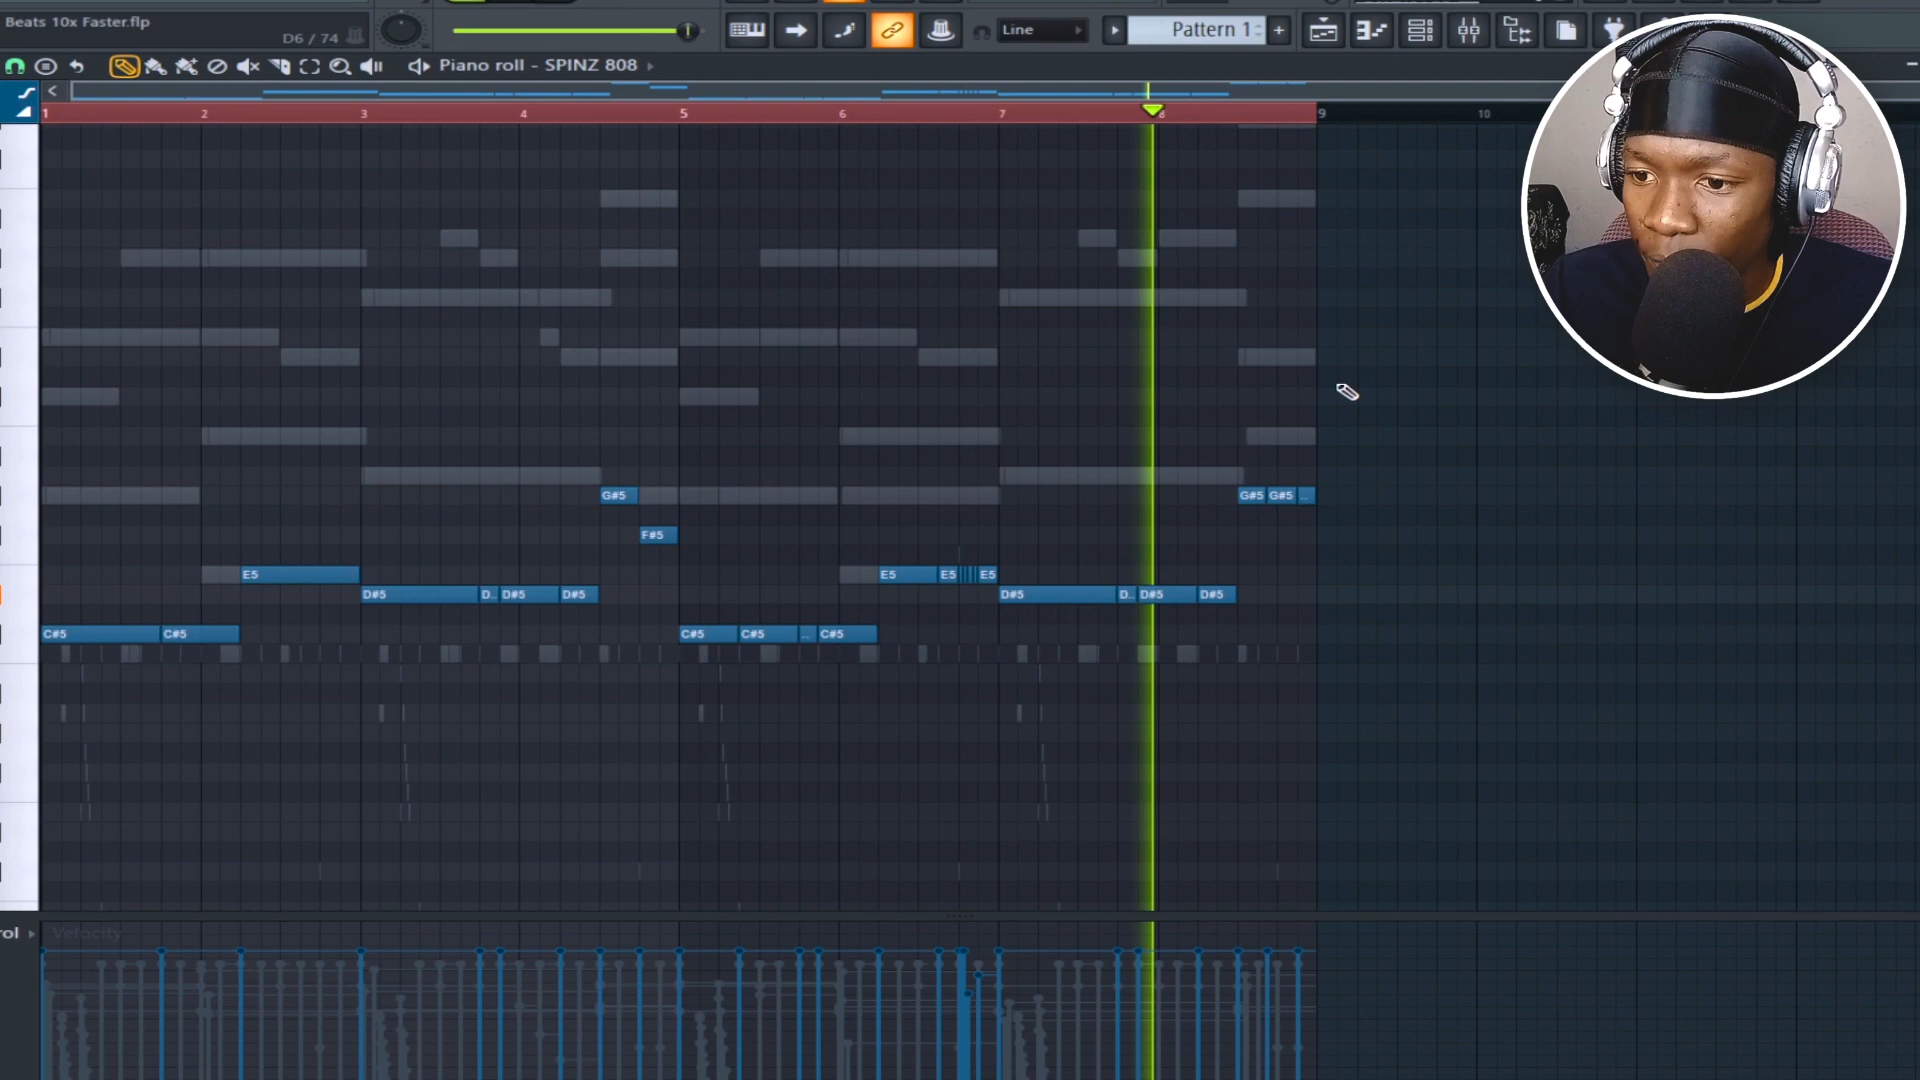 Beats 10x Faster.flp
D6 / 74
Line
Pattern 1
+
Piano roll - SPINZ 808
1 2 3 4 5 6 7 8 9 10
G#5 G#5 G#5 ..
F#5
E5 E5 E5 E5
D#5 D.. D#5 D#5 D#5 D.. D#5 D#5
C#5 C#5 C#5 C#5 ... C#5
rol Velocity